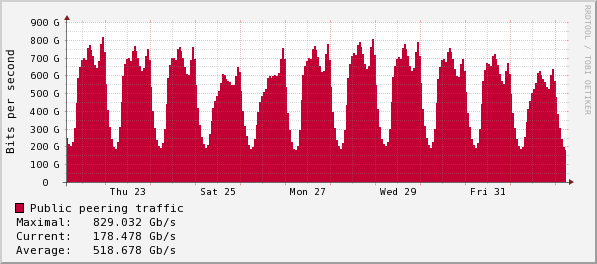 900 G
800 G
700 G
600 G
500 G
400 G
300 G
200 G
100 G
0
Bits per second
Thu 23 Sat 25 Mon 27 Wed 29 Fri 31
RRDTOOL / TOBI OETIKER
Public peering traffic
Maximal: 829.032 Gb/s
Current: 178.478 Gb/s
Average: 518.678 Gb/s